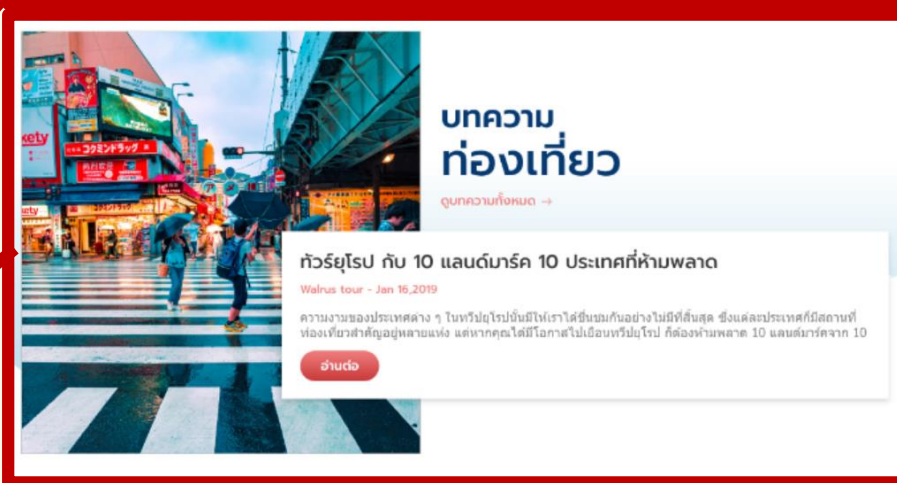 บทความ
ท่องเที่ยว
ดูบทความทั้งหมด →
ทัวร์ยุโรป กับ 10 แลนด์มาร์ค 10 ประเทศที่ห้ามพลาด
Walrus tour - Jan 16,2019
ความงามของประเทศต่าง ๆ ในทวีปยุโรปนั้นมีให้เราได้ชื่นชมกันอย่างไม่มีที่สิ้นสุด ซึ่งแต่ละประเทศก็มีสถานที่
ท่องเที่ยวสำคัญอยู่หลายแห่ง แต่หากคุณได้มีโอกาสไปเยือนทวีปยุโรป ก็ต้องห้ามพลาด 10 แลนด์มาร์คจาก 10
อ่านต่อ
コクミンドラッグ